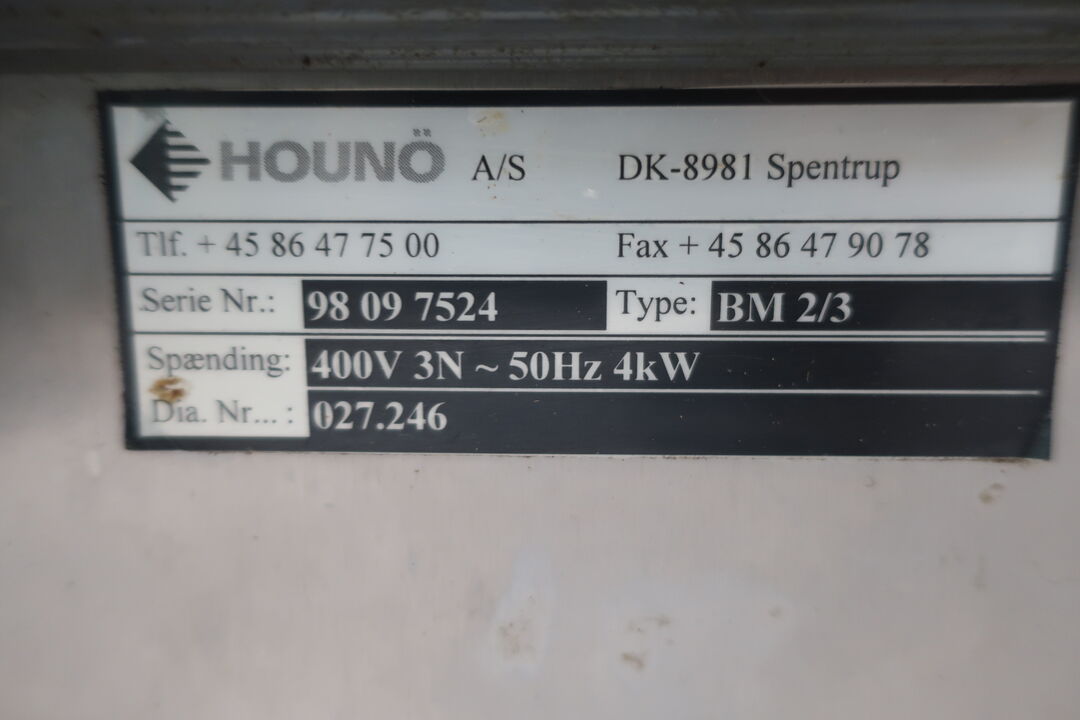 HOUNÖ A/S DK-8981 Spentrup
Tlf. + 45 86 47 75 00 Fax + 45 86 47 90 78
Serie Nr.: 98 09 7524 Type: BM 2/3
Spænding: 400V 3N ~ 50Hz 4kW
Dia. Nr... : 027.246